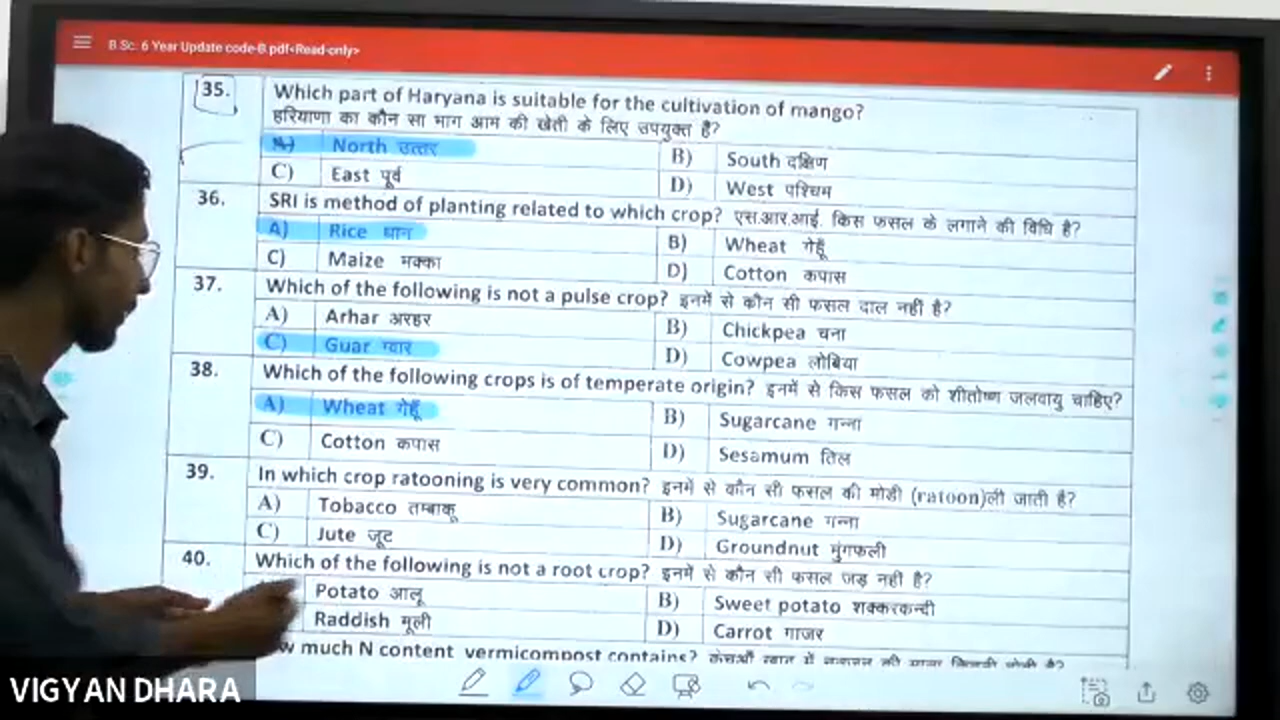 B.Sc. 6 Year Update code-B.pdf<Read-only>
35. Which part of Haryana is suitable for the cultivation of mango?
हरियाणा का कौन सा भाग आम की खेती के लिए उपयुक्त है?
A) North उत्तर B) South दक्षिण
C) East पूर्व D) West पश्चिम
36. SRI is method of planting related to which crop? एस.आर.आई. किस फसल के लगाने की विधि है?
A) Rice धान B) Wheat गेहूँ
C) Maize मक्का D) Cotton कपास
37. Which of the following is not a pulse crop? इनमें से कौन सी फसल दाल नहीं है?
A) Arhar अरहर B) Chickpea चना
C) Guar ग्वार D) Cowpea लोबिया
38. Which of the following crops is of temperate origin? इनमें से किस फसल को शीतोष्ण जलवायु चाहिए?
A) Wheat गेहूँ B) Sugarcane गन्ना
C) Cotton कपास D) Sesamum तिल
39. In which crop ratooning is very common? इनमें से कौन सी फसल की मोडी (ratoon)ली जाती है?
A) Tobacco तम्बाकू B) Sugarcane गन्ना
C) Jute जूट D) Groundnut मुंगफली
40. Which of the following is not a root crop? इनमें से कौन सी फसल जड़ नहीं है?
Potato आलू B) Sweet potato शक्करकन्दी
Raddish मूली D) Carrot गाजर
w much N content vermicompost contains?
VIGYAN DHARA